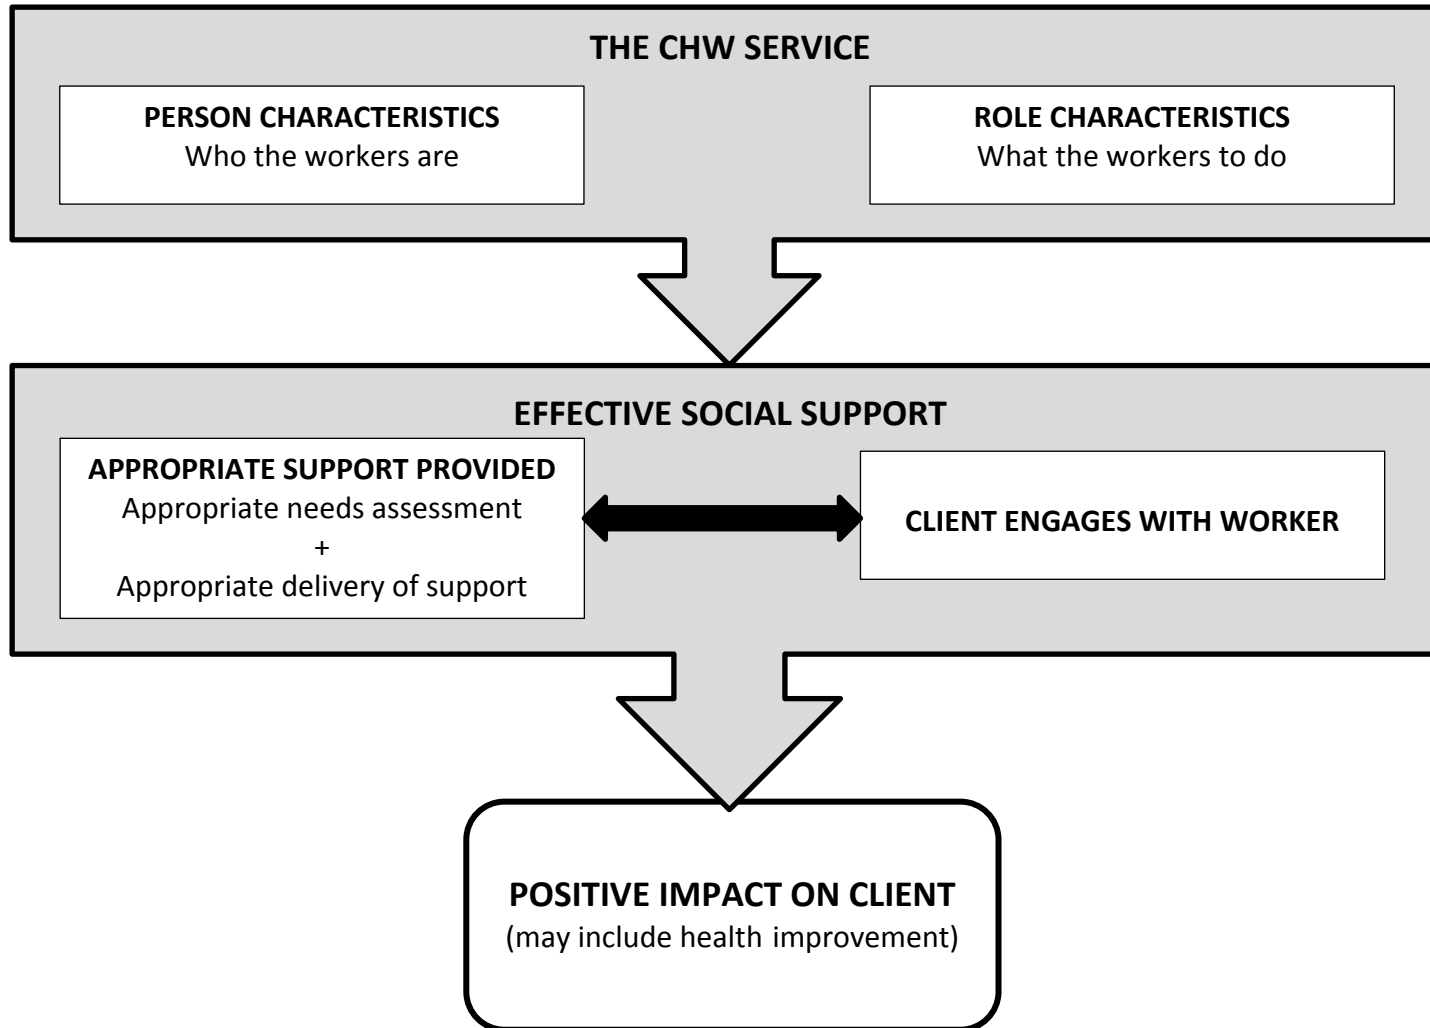 THE CHW SERVICE
PERSON CHARACTERISTICS
Who the workers are
ROLE CHARACTERISTICS
What the workers to do
EFFECTIVE SOCIAL SUPPORT
APPROPRIATE SUPPORT PROVIDED
Appropriate needs assessment
+
Appropriate delivery of support
CLIENT ENGAGES WITH WORKER
POSITIVE IMPACT ON CLIENT
(may include health improvement)